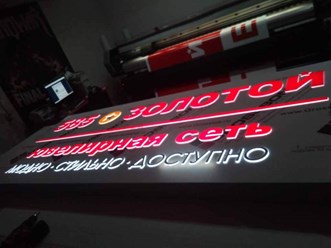 585 ЗОЛОТОЙ
ювелирная сеть
МОДНО·СТИЛЬНО·ДОСТУПНО